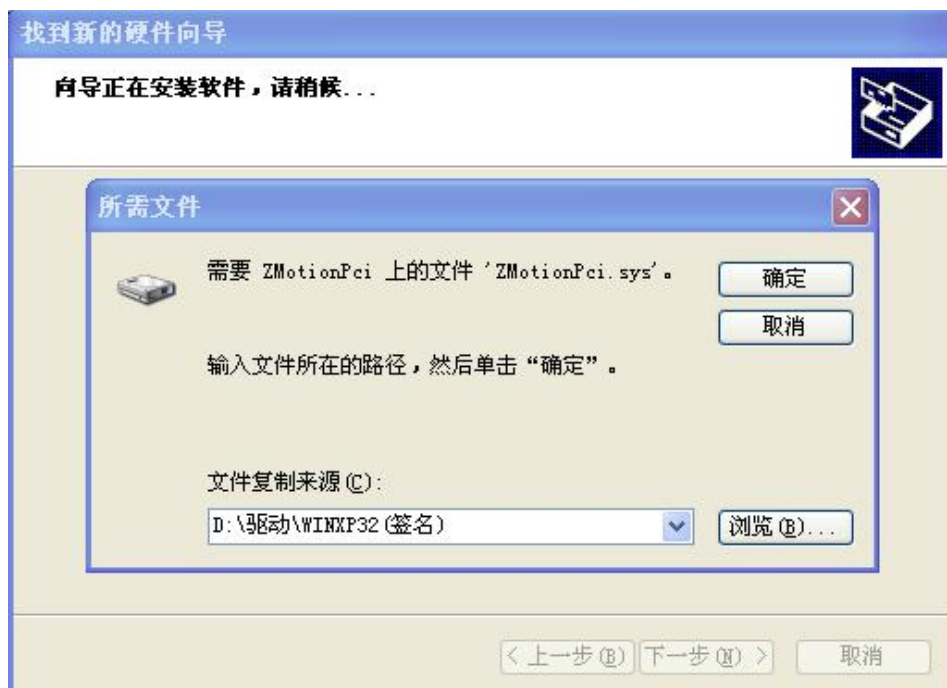 找到新的硬件向导
向导正在安装软件，请稍候...
所需文件
需要 ZMotionPci 上的文件 'ZMotionPci.sys'。
确定
取消
输入文件所在的路径，然后单击“确定”。
文件复制来源(C):
D:\驱动\WINXP32(签名)
浏览(B)...
< 上一步(B)
下一步(N) >
取消